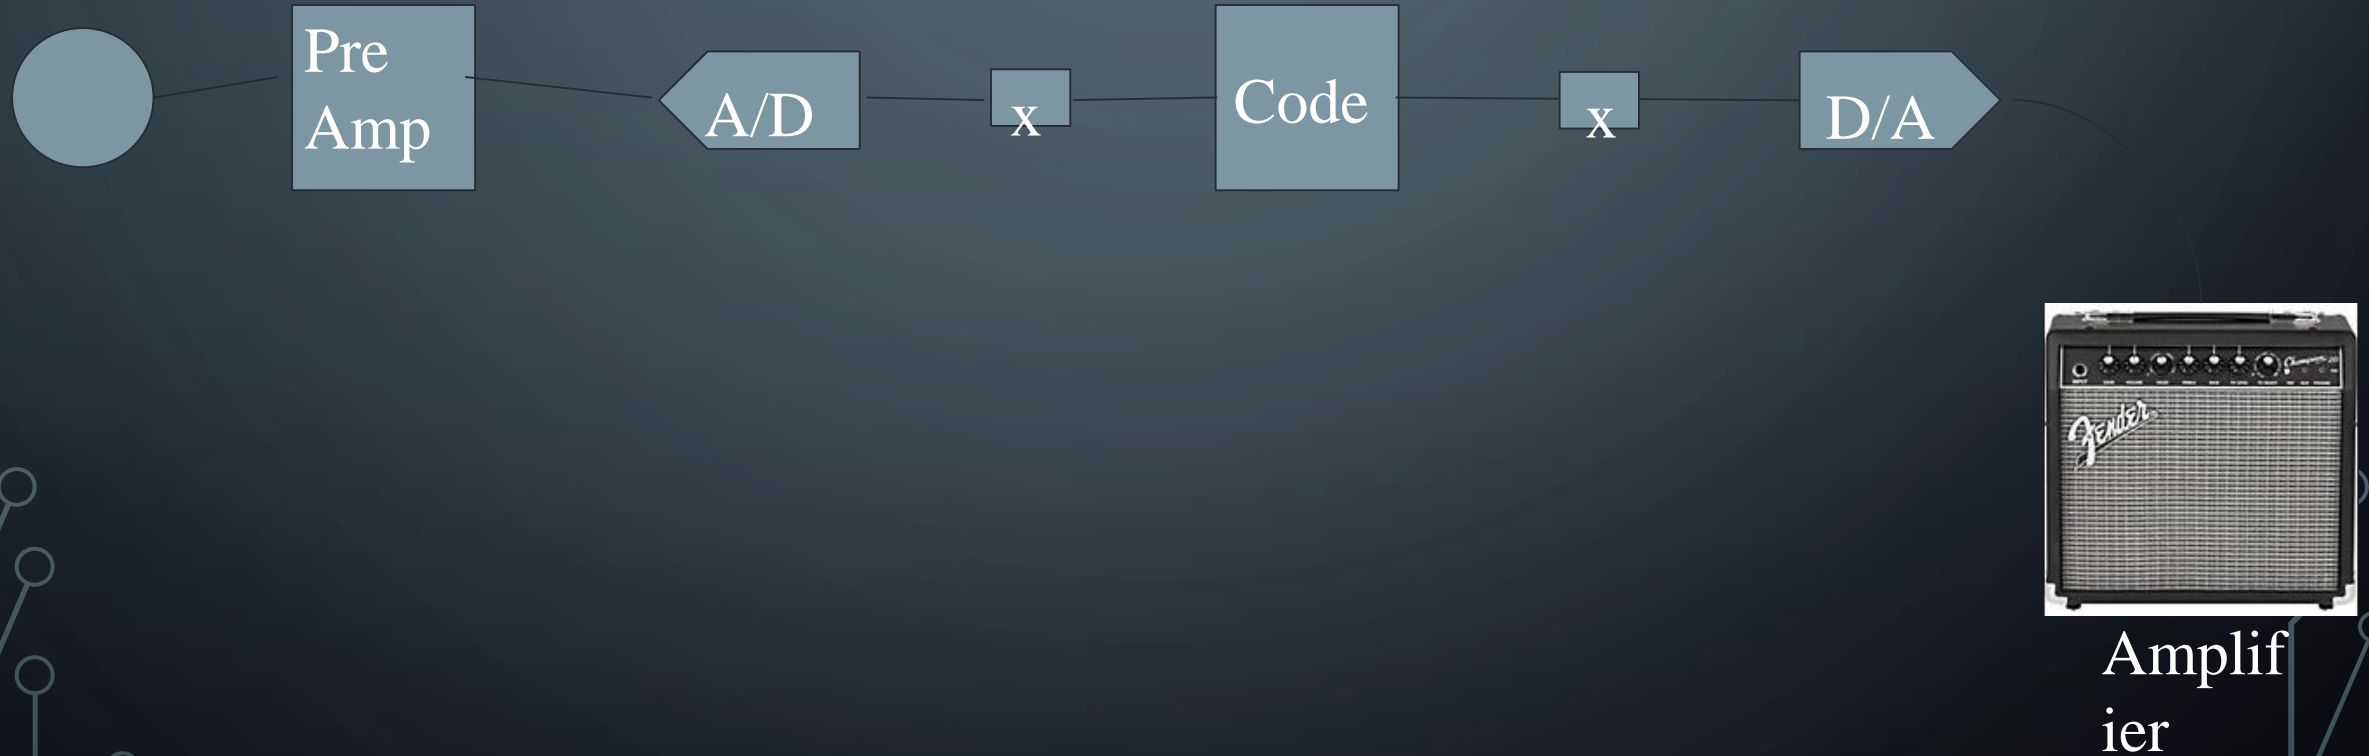 Pre
Amp
A/D
x
Code
x
D/A
Fender
Amplif
ier